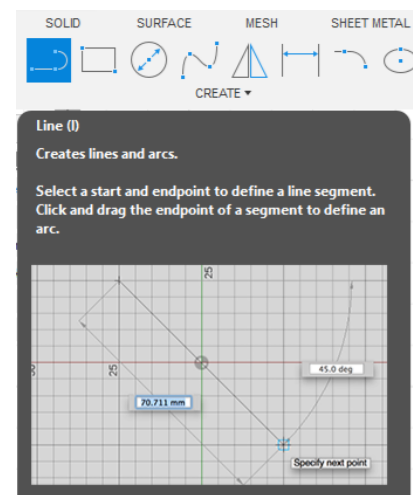 SOLID SURFACE MESH SHEET METAL
CREATE ▾
Line (l)
Creates lines and arcs.
Select a start and endpoint to define a line segment.
Click and drag the endpoint of a segment to define an
arc.
25
25
45.0 deg
70.711 mm
Specify next point